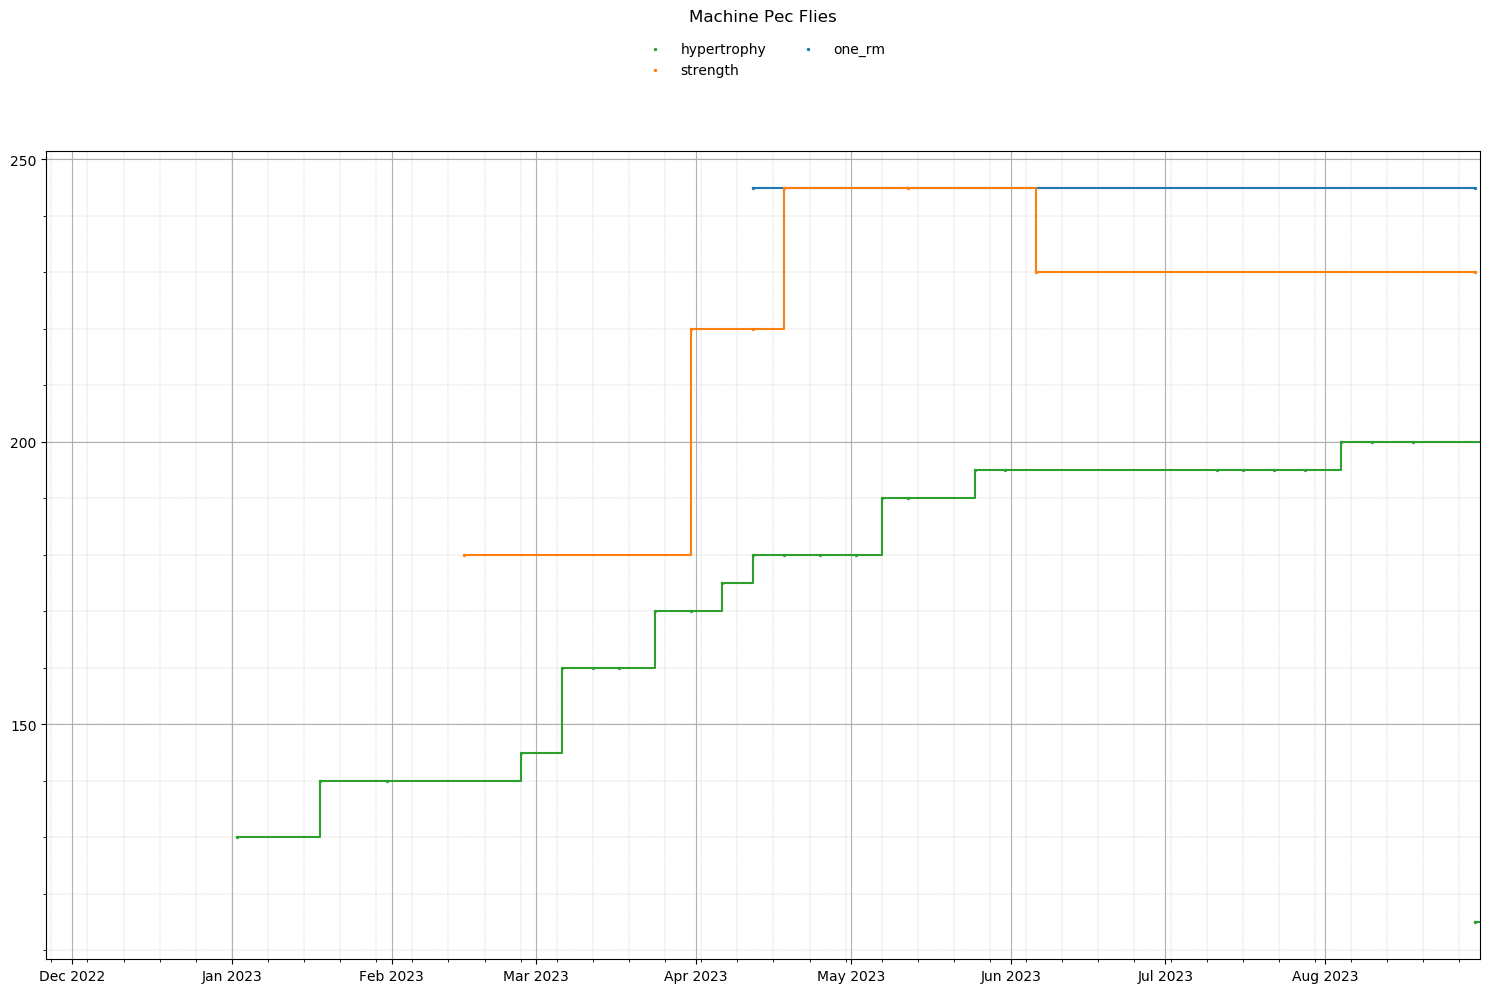 Machine Pec Flies
hypertrophy one_rm
strength
250
200
150
Dec 2022 Jan 2023 Feb 2023 Mar 2023 Apr 2023 May 2023 Jun 2023 Jul 2023 Aug 2023